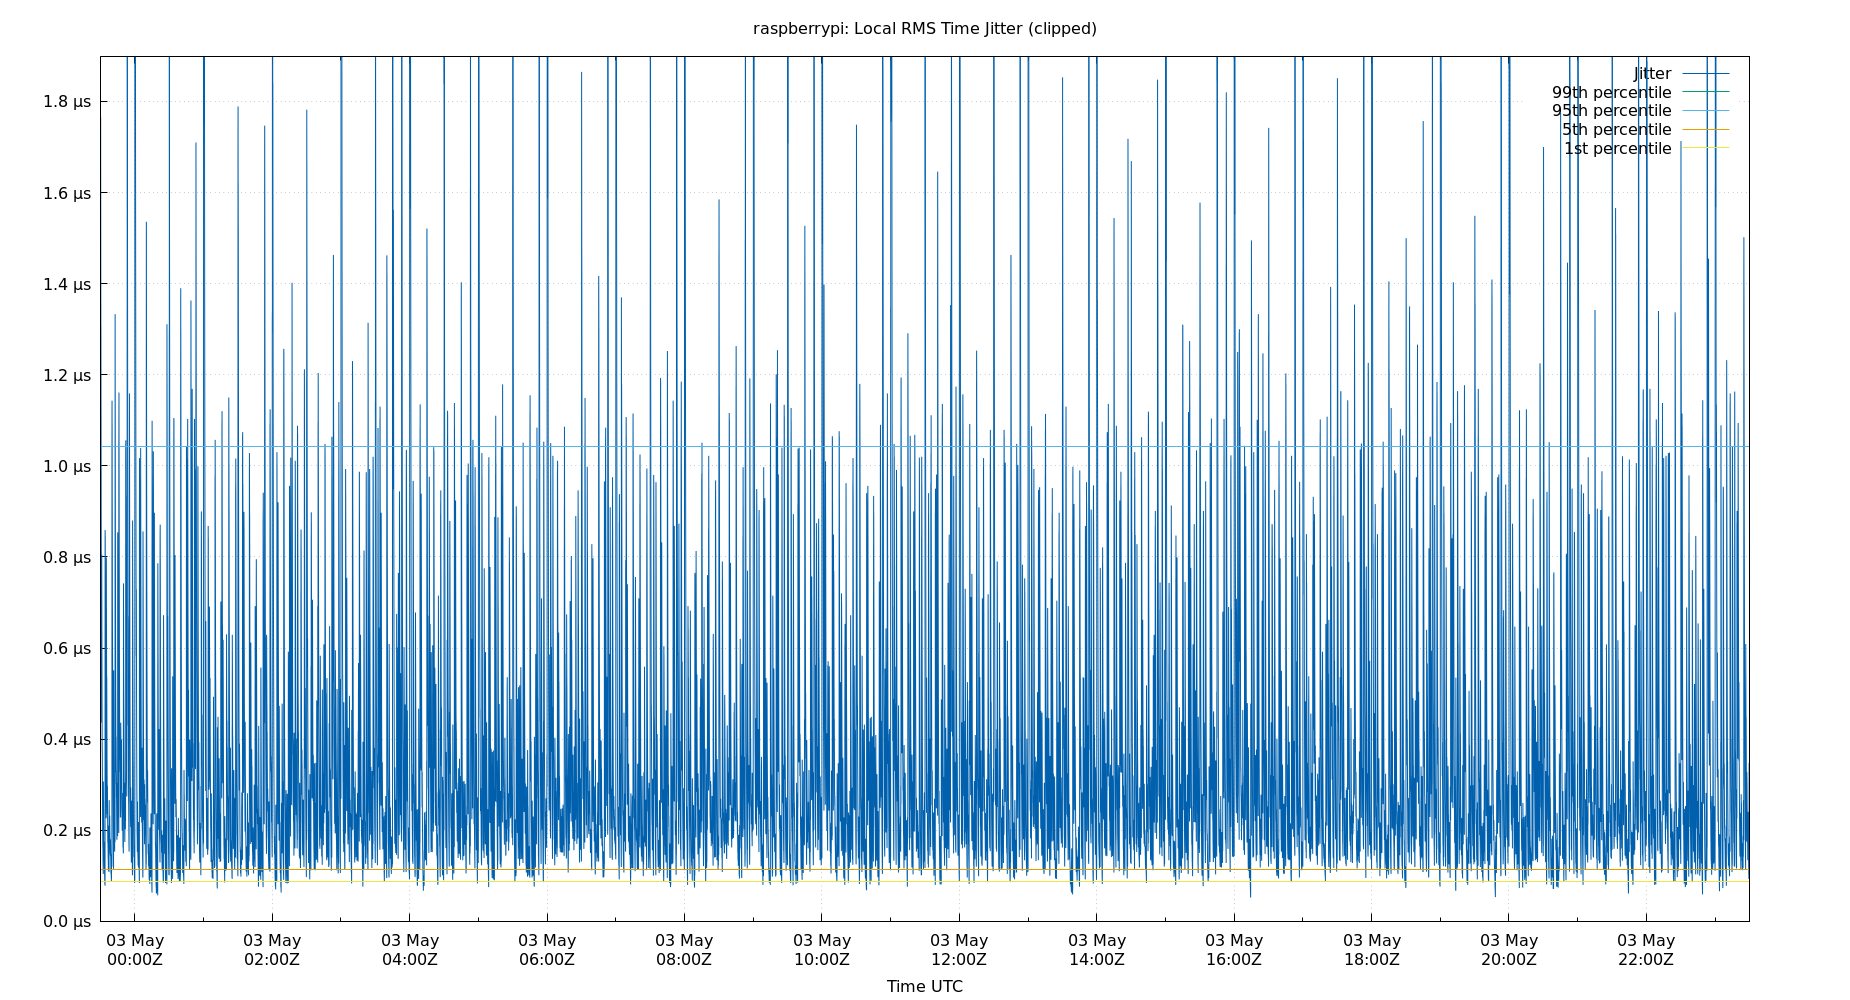 raspberrypi: Local RMS Time Jitter (clipped)
Jitter
99th percentile
95th percentile
5th percentile
1st percentile
1.8 µs
1.6 µs
1.4 µs
1.2 µs
1.0 µs
0.8 µs
0.6 µs
0.4 µs
0.2 µs
0.0 µs
03 May 03 May 03 May 03 May 03 May 03 May 03 May 03 May 03 May 03 May 03 May 03 May
00:00Z 02:00Z 04:00Z 06:00Z 08:00Z 10:00Z 12:00Z 14:00Z 16:00Z 18:00Z 20:00Z 22:00Z
Time UTC